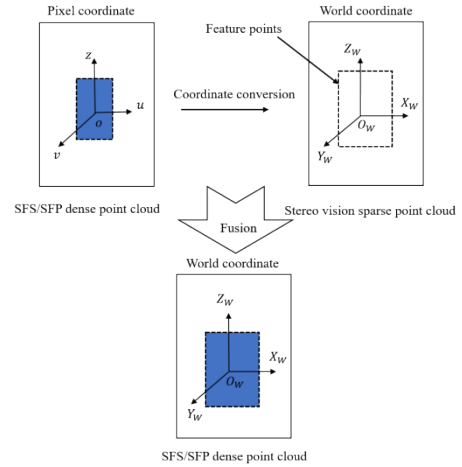 Pixel coordinate
World coordinate
Feature points
z
u
o
v
Coordinate conversion
Z_W
X_W
O_W
Y_W
SFS/SFP dense point cloud
Stereo vision sparse point cloud
Fusion
World coordinate
Z_W
X_W
O_W
Y_W
SFS/SFP dense point cloud